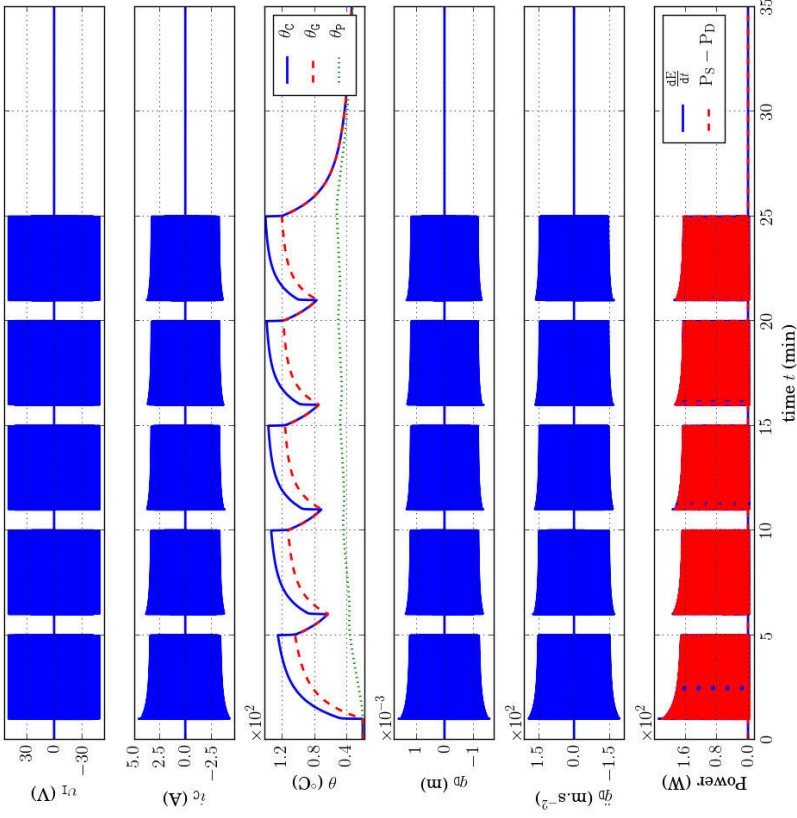 v_I (V)
30
0
−30
i_C (A)
5.0
2.5
0.0
−2.5
×10²
θ (°C)
1.2
0.8
0.4
θ_C
θ_G
θ_P
×10⁻³
q_D (m)
1
0
−1
×10²
q̈_D (m.s⁻²)
1.5
0.0
−1.5
×10²
Power (W)
1.6
0.8
0.0
dE/dt
P_S − P_D
0 5 10 15 20 25 30 35
time t (min)